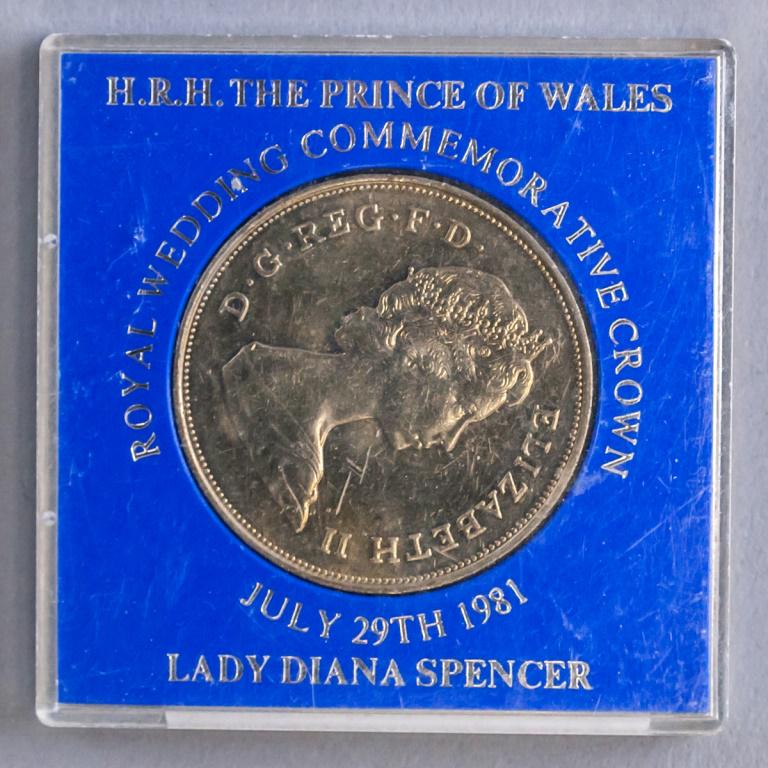 H.R.H. THE PRINCE OF WALES
ROYAL WEDDING COMMEMORATIVE CROWN
D·G·REG·F·D·
ELIZABETH II
JULY 29TH 1981
LADY DIANA SPENCER